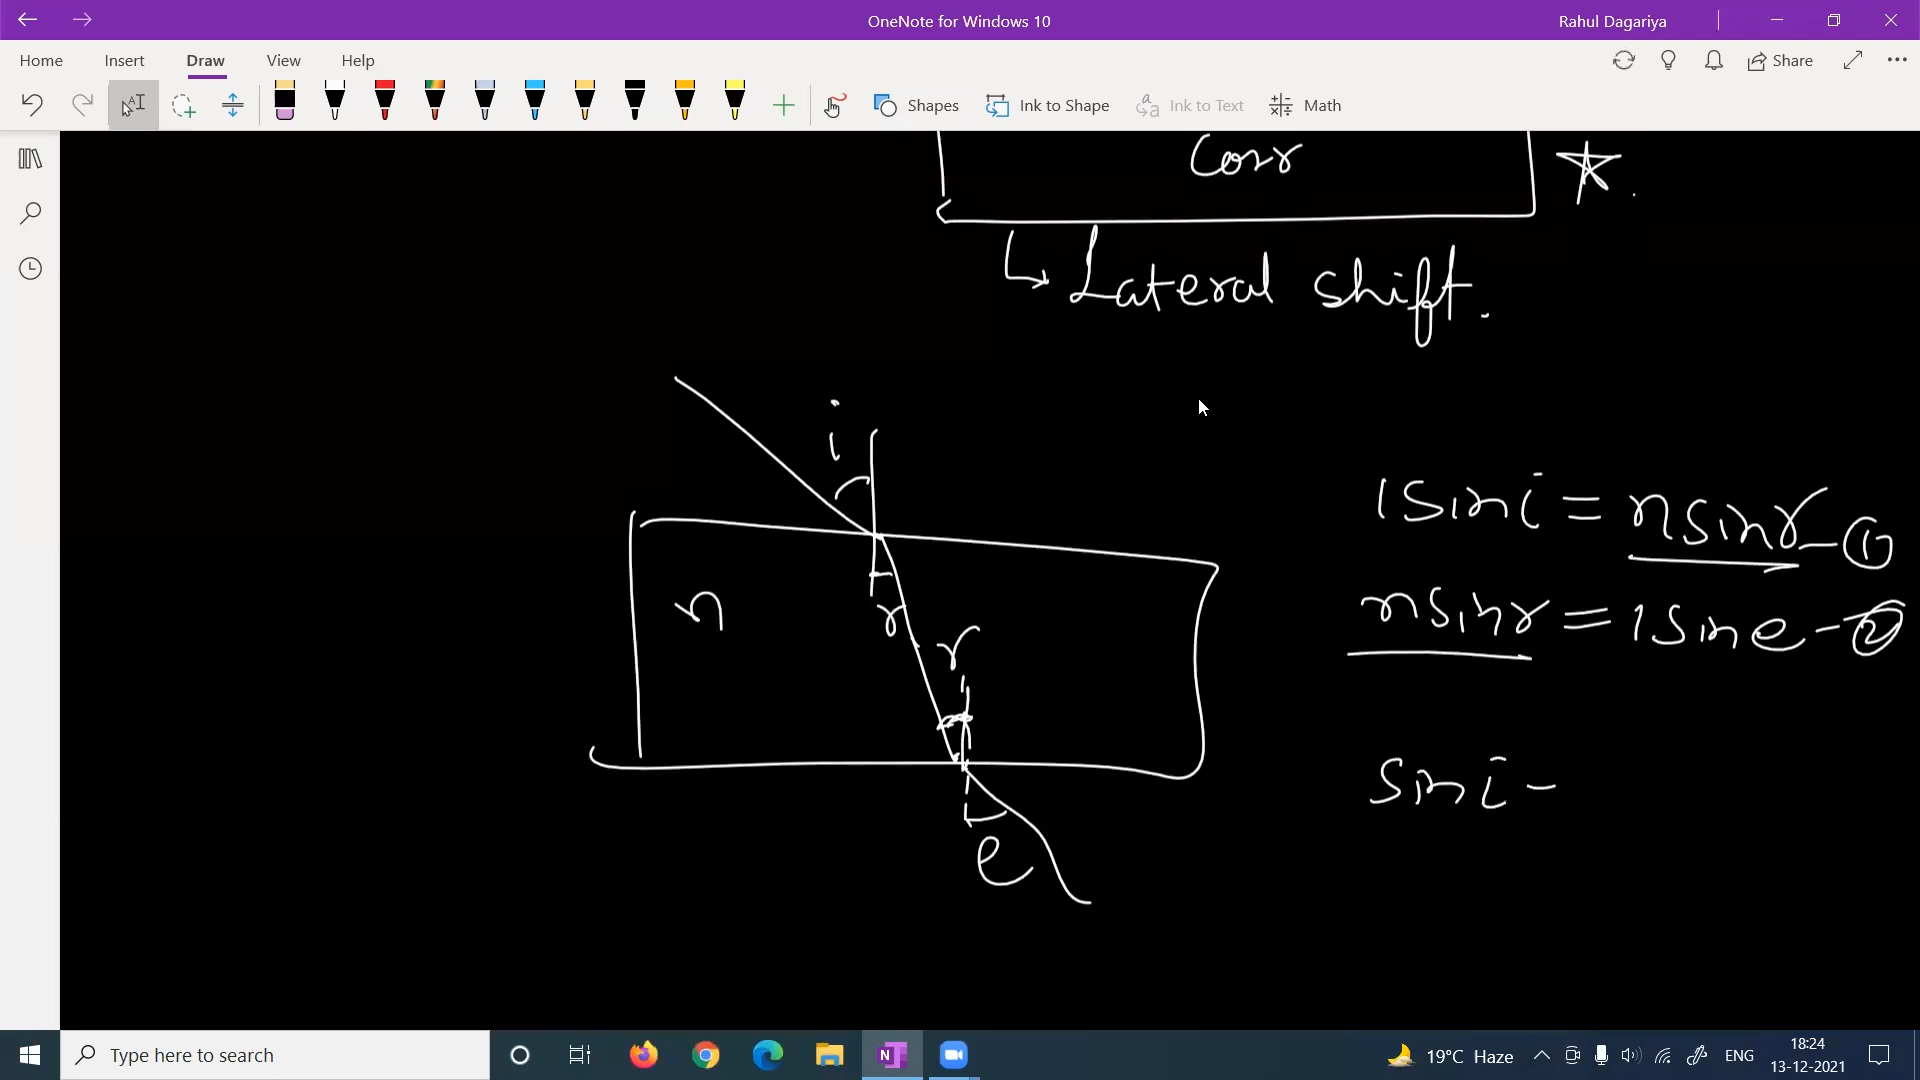 OneNote for Windows 10
Rahul Dagariya
Home Insert Draw View Help
Share
Shapes Ink to Shape Ink to Text Math
Cosr
Lateral shift.
i
1 sin i = n sin r - ①
n
r
r
n sin r = 1 sin e - ②
sin i -
e
Type here to search
19°C Haze
ENG
18:24
13-12-2021